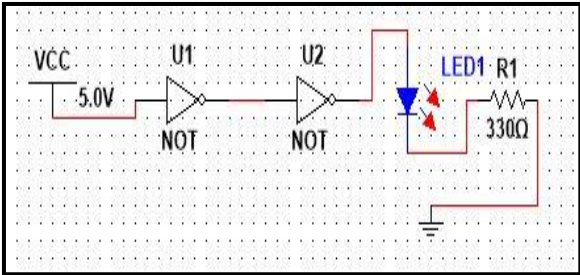 VCC
5.0V
U1
NOT
U2
NOT
LED1
R1
330Ω